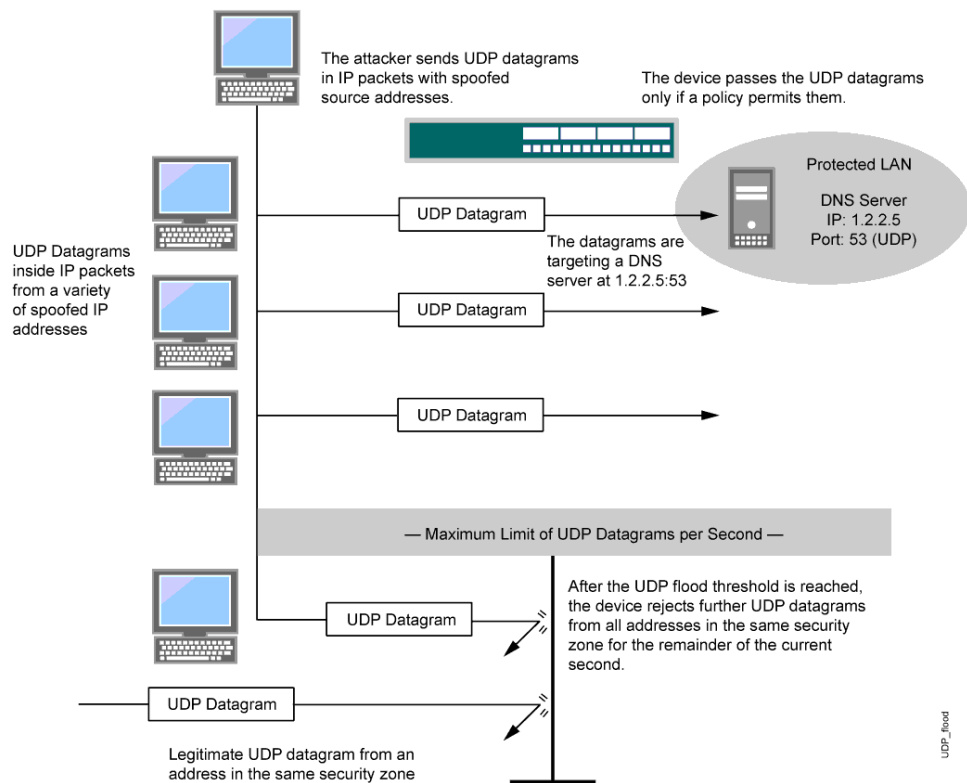 The attacker sends UDP datagrams
in IP packets with spoofed
source addresses.
The device passes the UDP datagrams
only if a policy permits them.
Protected LAN
DNS Server
IP: 1.2.2.5
Port: 53 (UDP)
UDP Datagram
UDP Datagrams
inside IP packets
from a variety
of spoofed IP
addresses
The datagrams are
targeting a DNS
server at 1.2.2.5:53
UDP Datagram
UDP Datagram
— Maximum Limit of UDP Datagrams per Second —
After the UDP flood threshold is reached,
the device rejects further UDP datagrams
from all addresses in the same security
zone for the remainder of the current
second.
UDP Datagram
UDP Datagram
Legitimate UDP datagram from an
address in the same security zone
UDP_flood